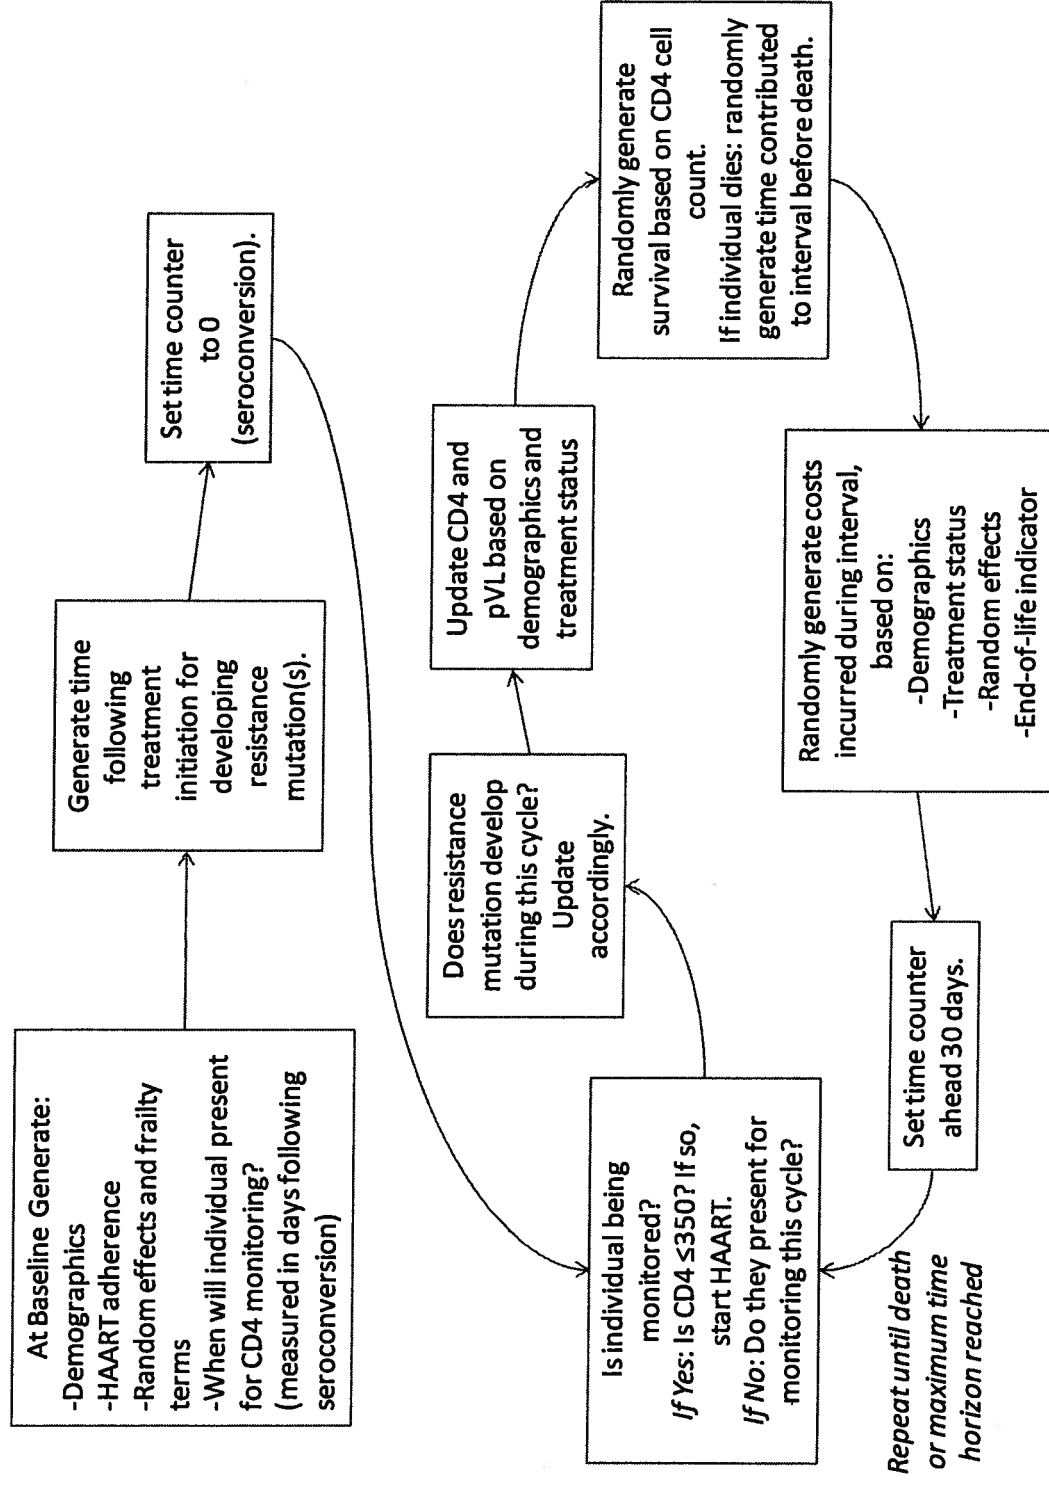 At Baseline Generate:
-Demographics
-HAART adherence
-Random effects and frailty
terms
-When will individual present
for CD4 monitoring?
(measured in days following
seroconversion)
Generate time
following
treatment
initiation for
developing
resistance
mutation(s).
Set time counter
to 0
(seroconversion).
Is individual being
monitored?
If Yes: Is CD4 ≤350? If so,
start HAART.
If No: Do they present for
monitoring this cycle?
Does resistance
mutation develop
during this cycle?
Update
accordingly.
Update CD4 and
pVL based on
demographics and
treatment status
Randomly generate
survival based on CD4 cell
count.
If individual dies: randomly
generate time contributed
to interval before death.
Randomly generate costs
incurred during interval,
based on:
-Demographics
-Treatment status
-Random effects
-End-of-life indicator
Set time counter
ahead 30 days.
Repeat until death
or maximum time
horizon reached